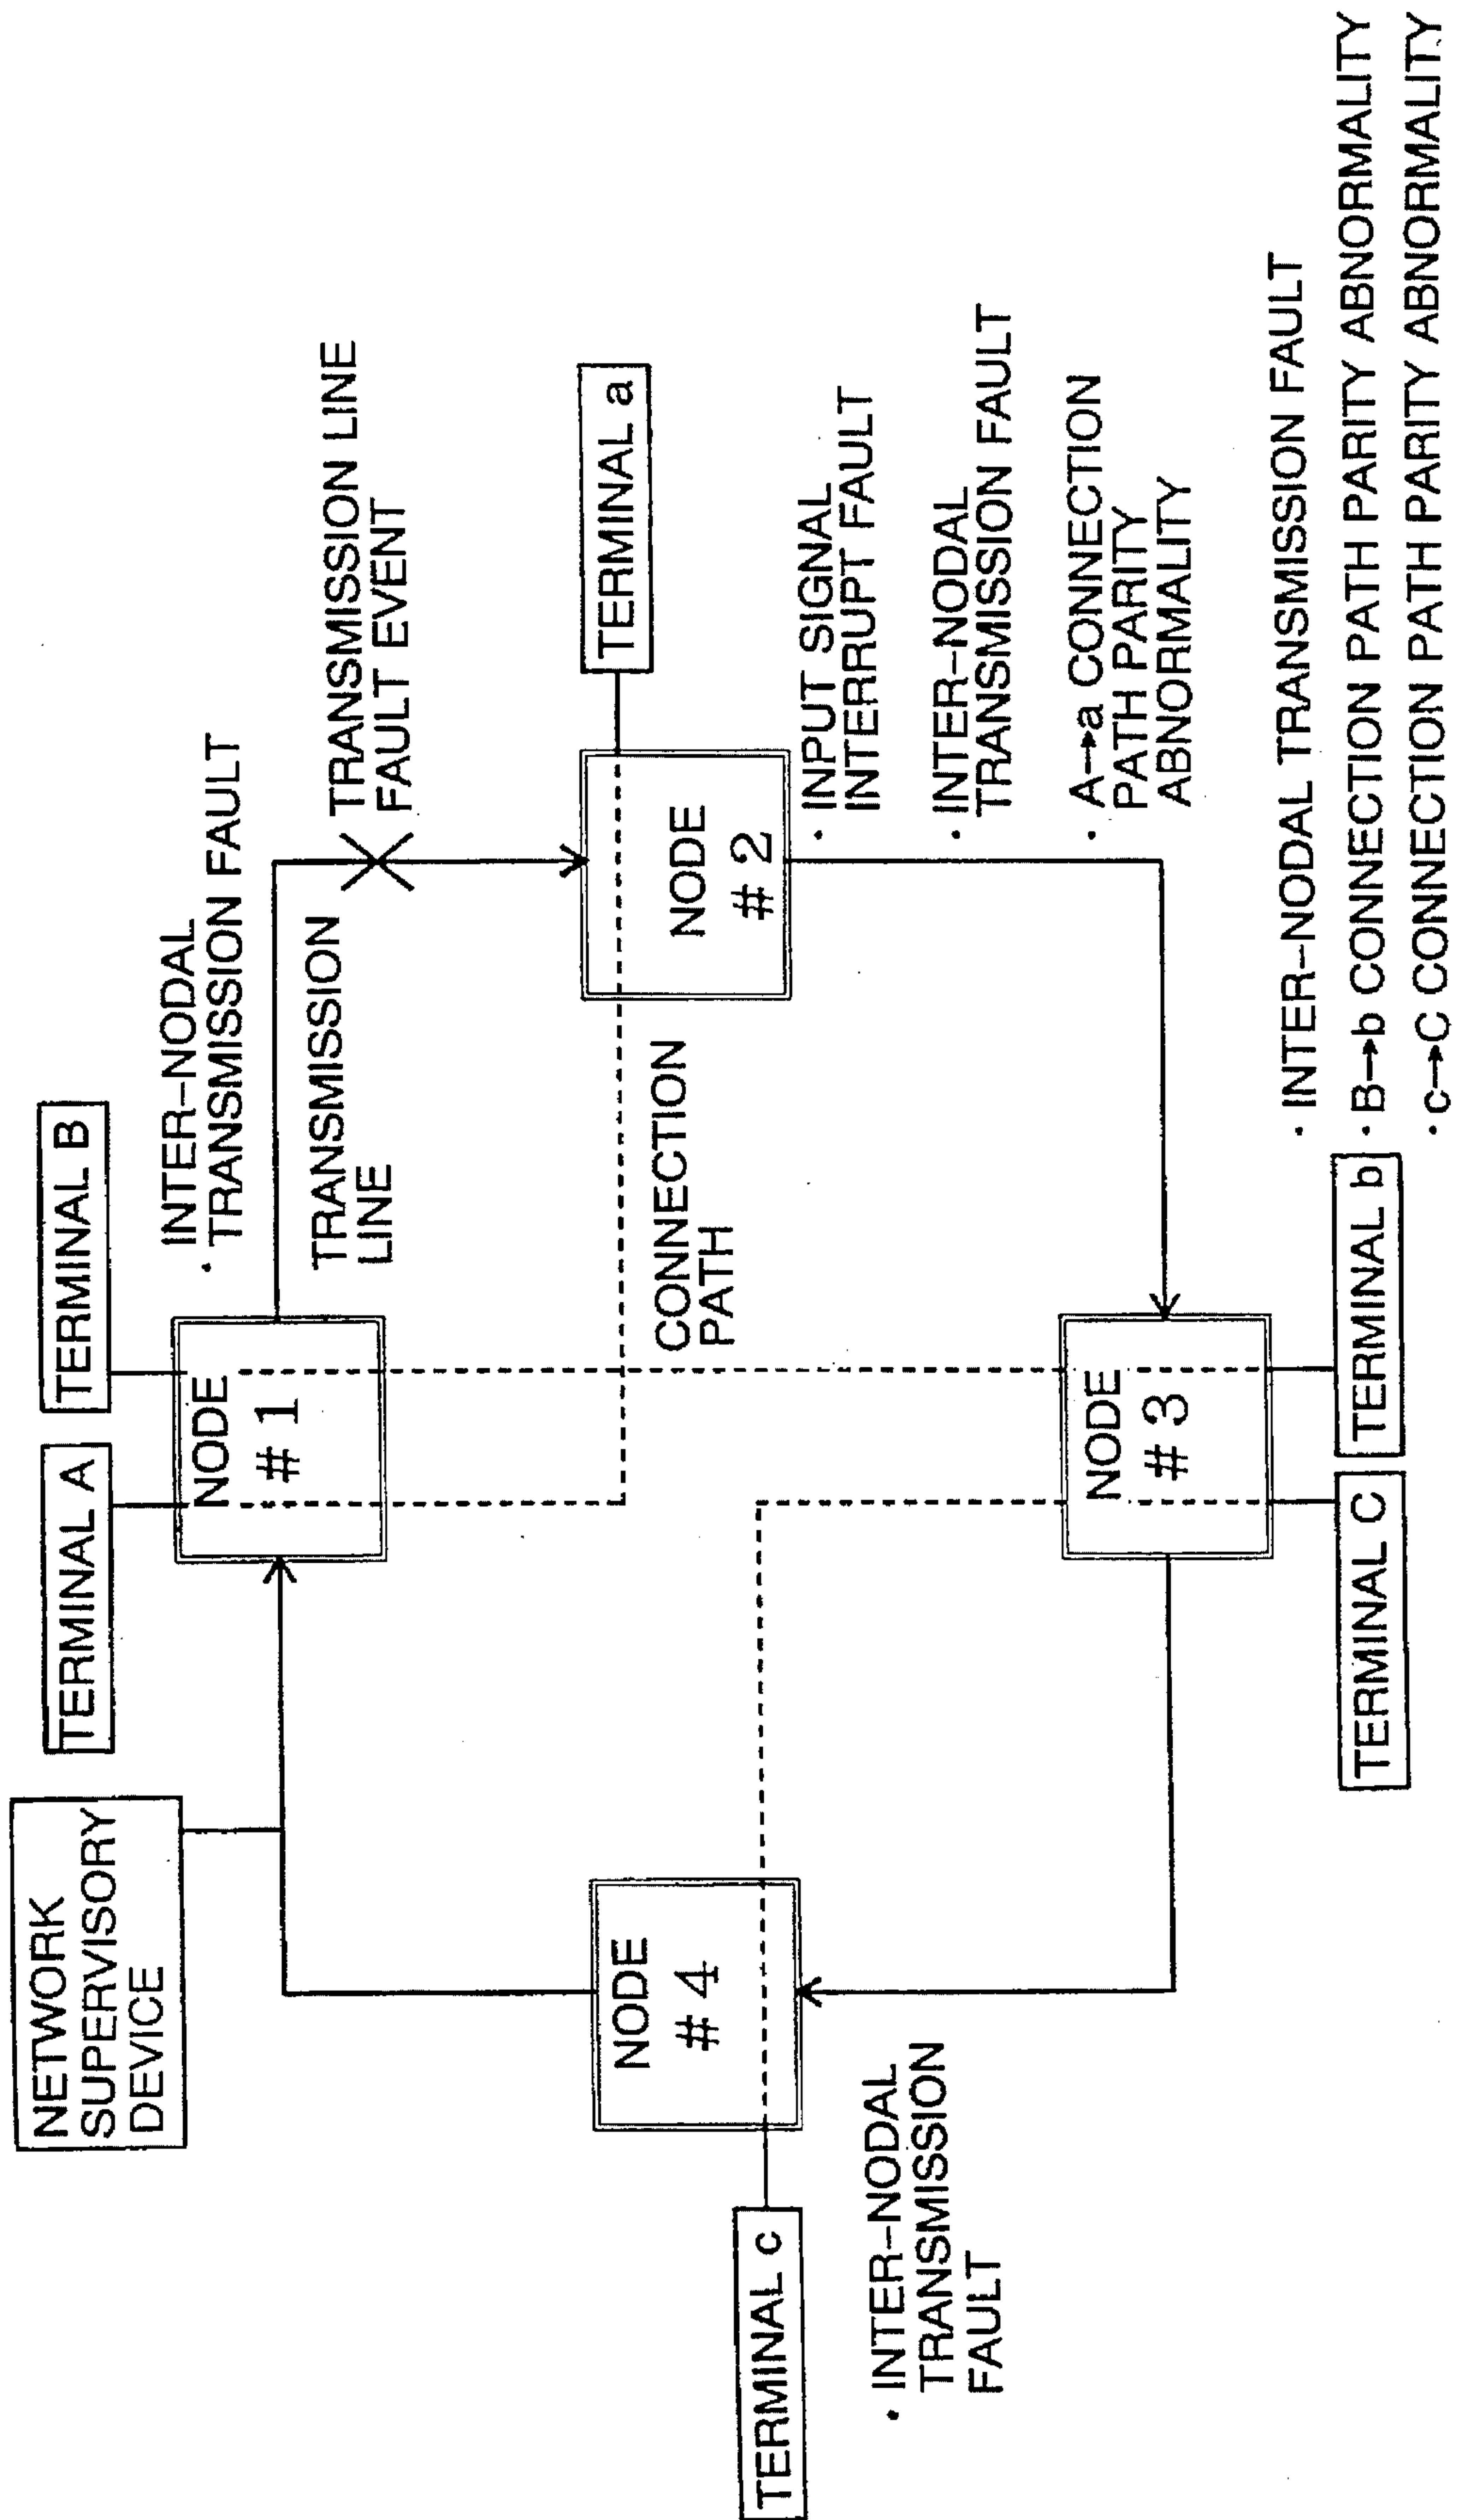 NETWORK
SUPERVISORY
DEVICE
TERMINAL A
TERMINAL B
· INTER–NODAL
TRANSMISSION FAULT
TRANSMISSION LINE
FAULT EVENT
TRANSMISSION
LINE
NODE
# 1
TERMINAL a
NODE
# 4
NODE
# 2
CONNECTION
PATH
TERMINAL c
· INPUT SIGNAL
INTERRUPT FAULT
· INTER–NODAL
TRANSMISSION FAULT
· A→a CONNECTION
PATH PARITY
ABNORMALITY
· INTER–NODAL
TRANSMISSION
FAULT
NODE
# 3
TERMINAL C
TERMINAL b
· INTER–NODAL TRANSMISSION FAULT
· B→b CONNECTION PATH PARITY ABNORMALITY
· c→C CONNECTION PATH PARITY ABNORMALITY